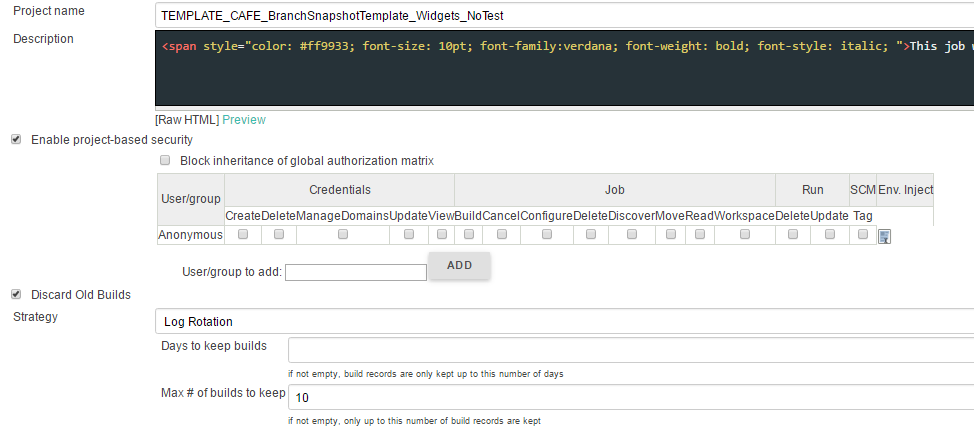 Project name TEMPLATE_CAFE_BranchSnapshotTemplate_Widgets_NoTest
Description
<span style="color: #ff9933; font-size: 10pt; font-family:verdana; font-weight: bold; font-style: italic; ">This job
[Raw HTML] Preview
Enable project-based security
Block inheritance of global authorization matrix
User/group Credentials Job Run SCM Env. Inject
Create Delete ManageDomains Update View Build Cancel Configure Delete Discover Move Read Workspace Delete Update Tag
Anonymous
User/group to add: ADD
Discard Old Builds
Strategy Log Rotation
Days to keep builds
if not empty, build records are only kept up to this number of days
Max # of builds to keep 10
if not empty, only up to this number of build records are kept